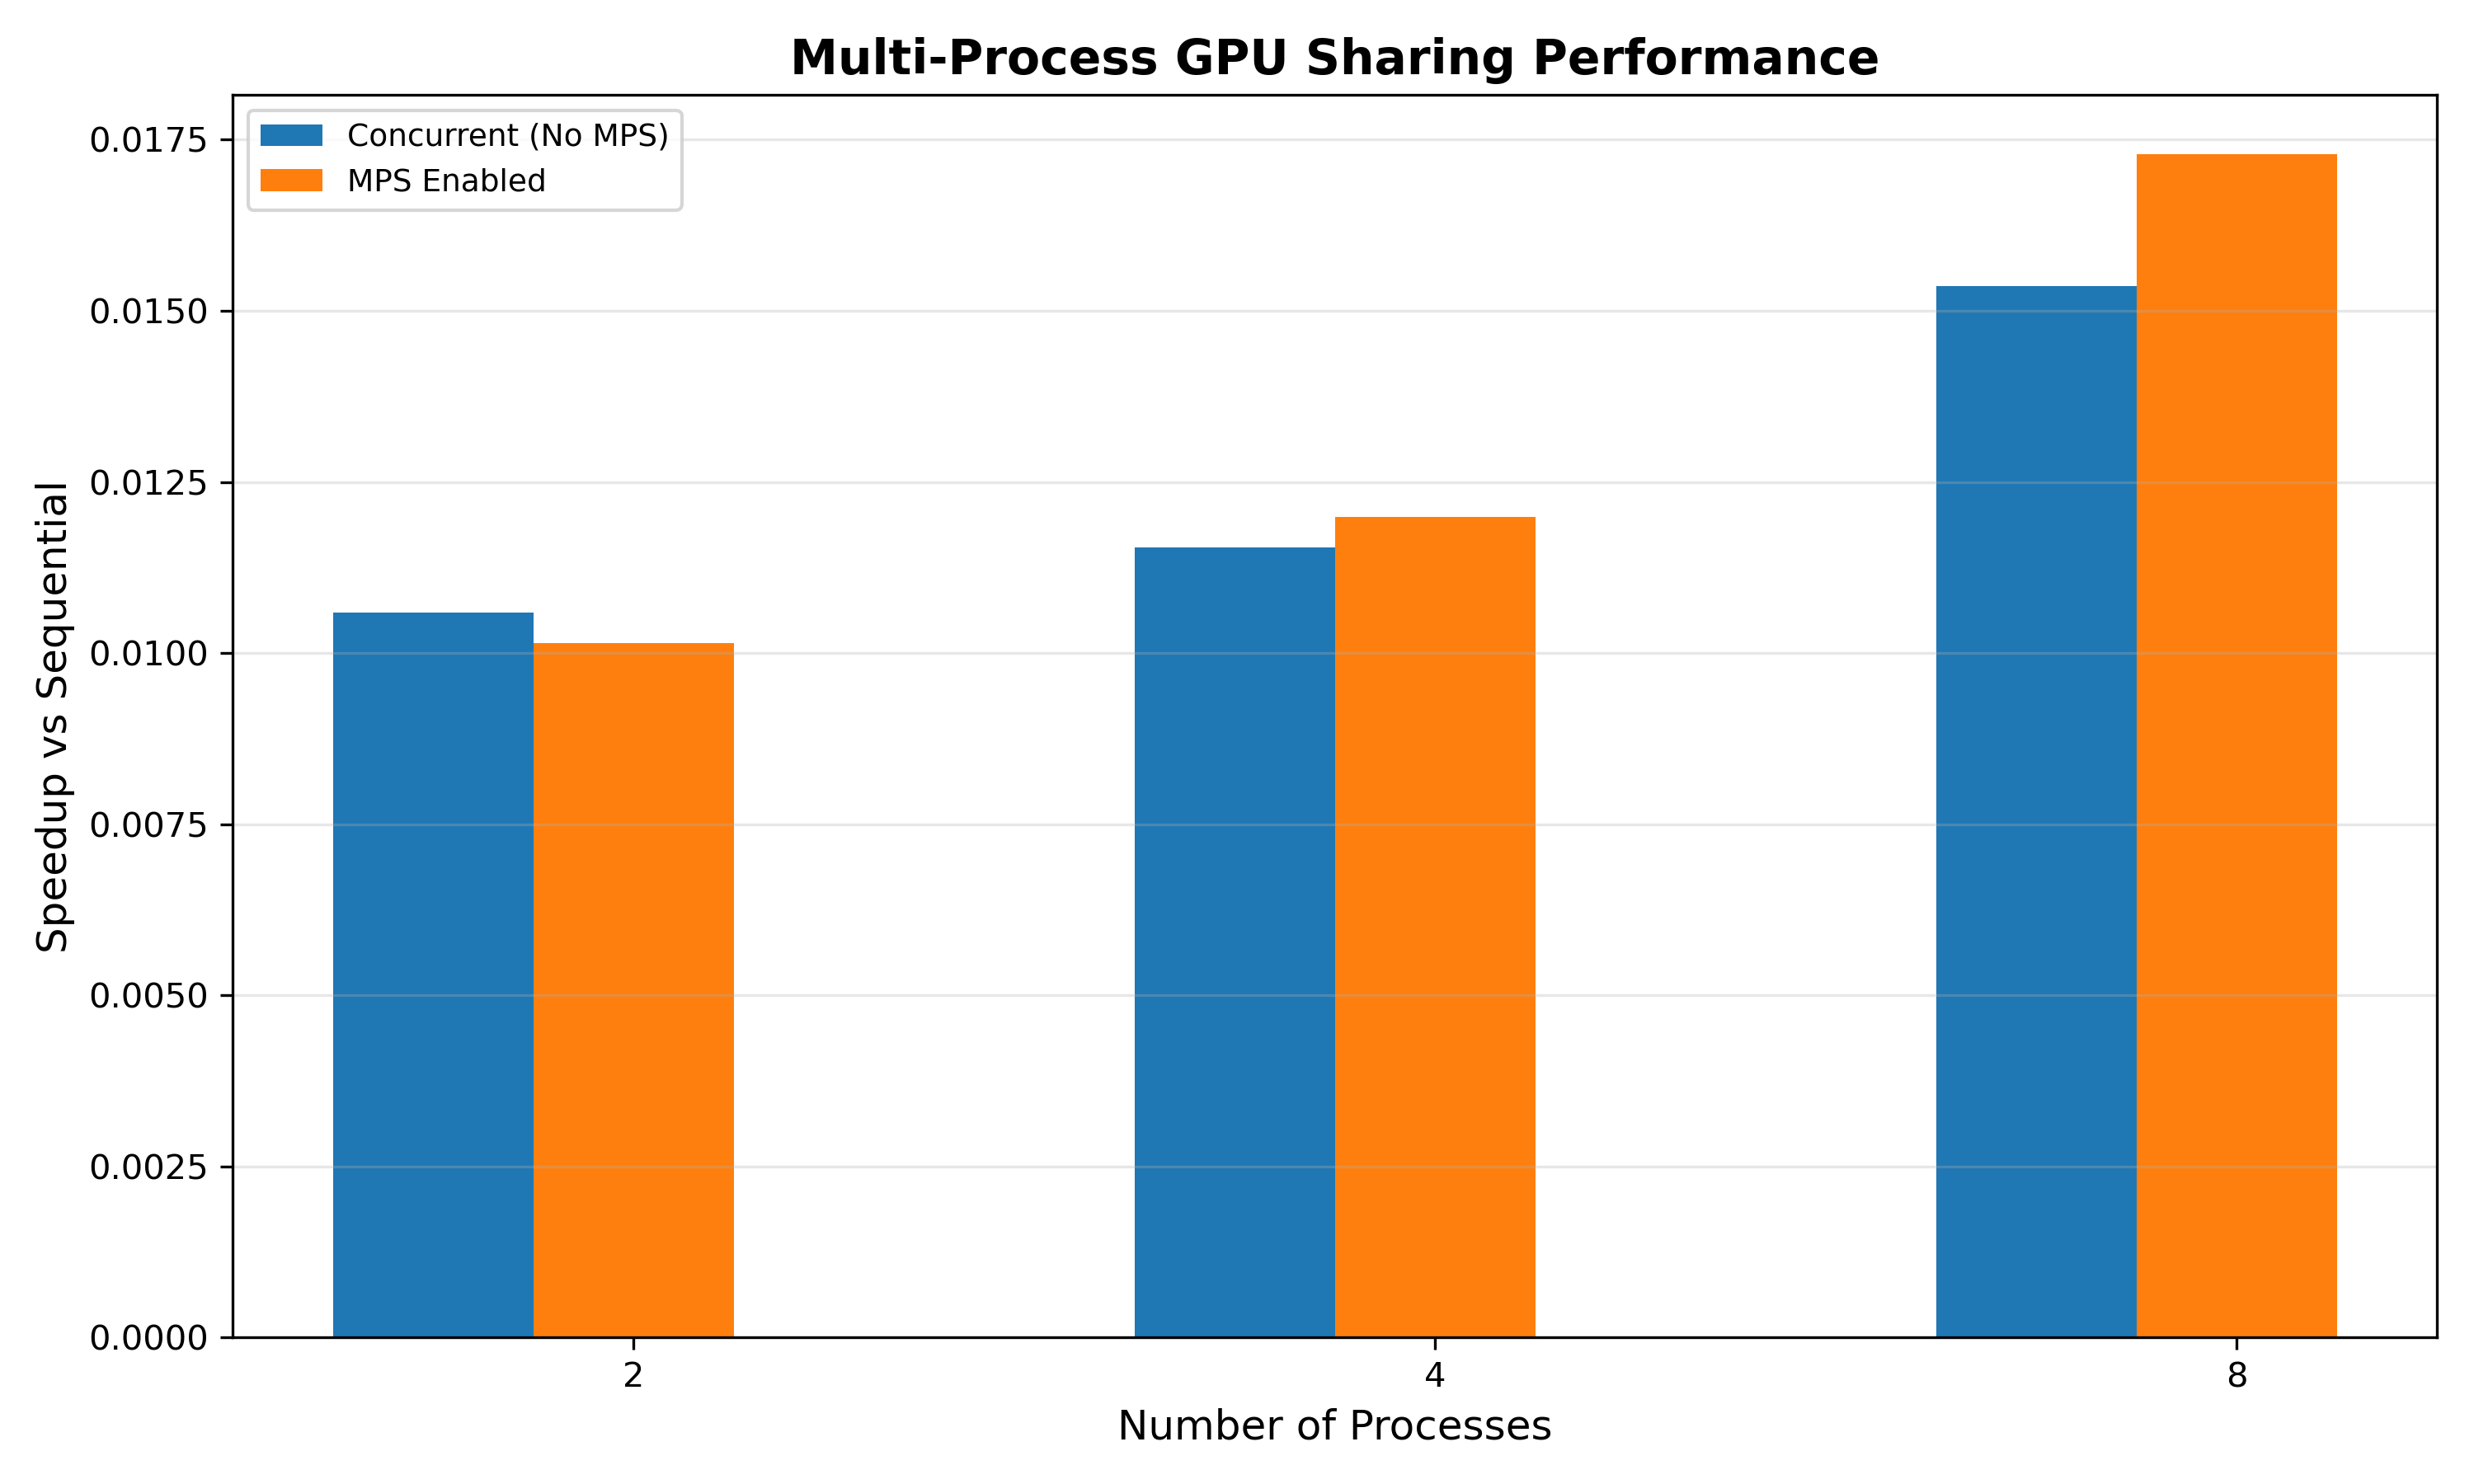 Multi-Process GPU Sharing Performance
Concurrent (No MPS)
MPS Enabled
Speedup vs Sequential
0.0175
0.0150
0.0125
0.0100
0.0075
0.0050
0.0025
0.0000
2 4 8
Number of Processes